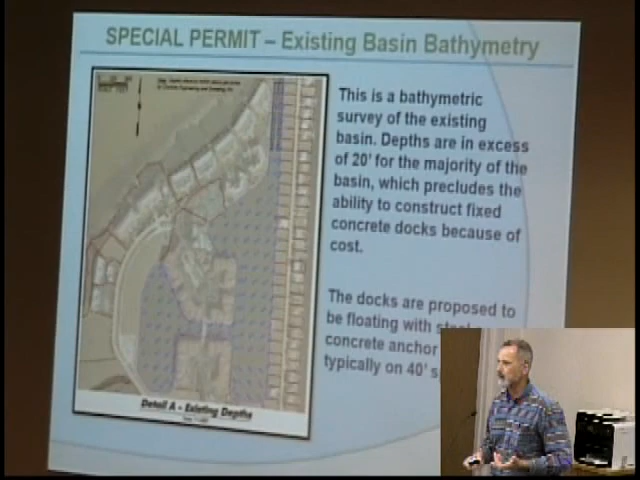 SPECIAL PERMIT – Existing Basin Bathymetry
This is a bathymetric
survey of the existing
basin. Depths are in excess
of 20' for the majority of the
basin, which precludes the
ability to construct fixed
concrete docks because of
cost.
The docks are proposed to
be floating with
concrete anchor
typically on 40'
Detail A - Existing Depths